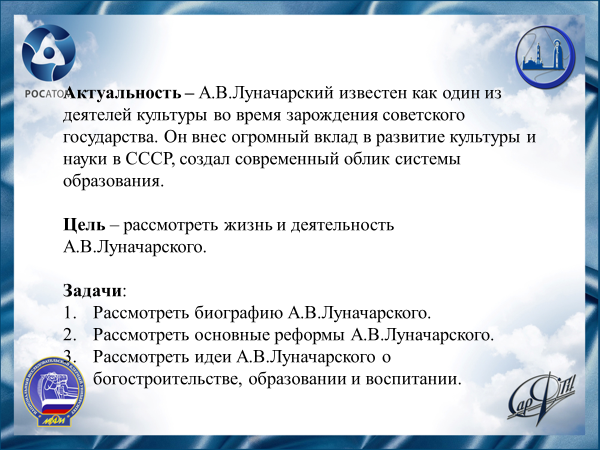 РОСАТОМ
Актуальность – А.В.Луначарский известен как один из
деятелей культуры во время зарождения советского
государства. Он внес огромный вклад в развитие культуры и
науки в СССР, создал современный облик системы
образования.
Цель – рассмотреть жизнь и деятельность
А.В.Луначарского.
Задачи:
1. Рассмотреть биографию А.В.Луначарского.
2. Рассмотреть основные реформы А.В.Луначарского.
3. Рассмотреть идеи А.В.Луначарского о
богостроительстве, образовании и воспитании.
СарФТИ